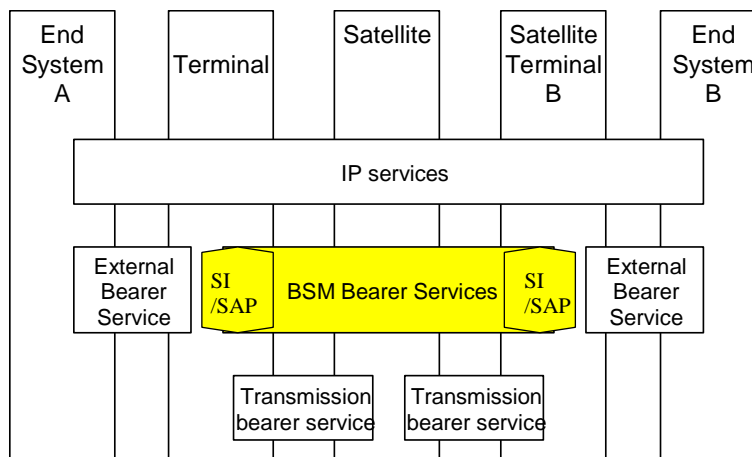 End
System
A
Terminal
Satellite
Satellite
Terminal
B
End
System
B
IP services
External
Bearer
Service
SI
/SAP
BSM Bearer Services
SI
/SAP
External
Bearer
Service
Transmission
bearer service
Transmission
bearer service